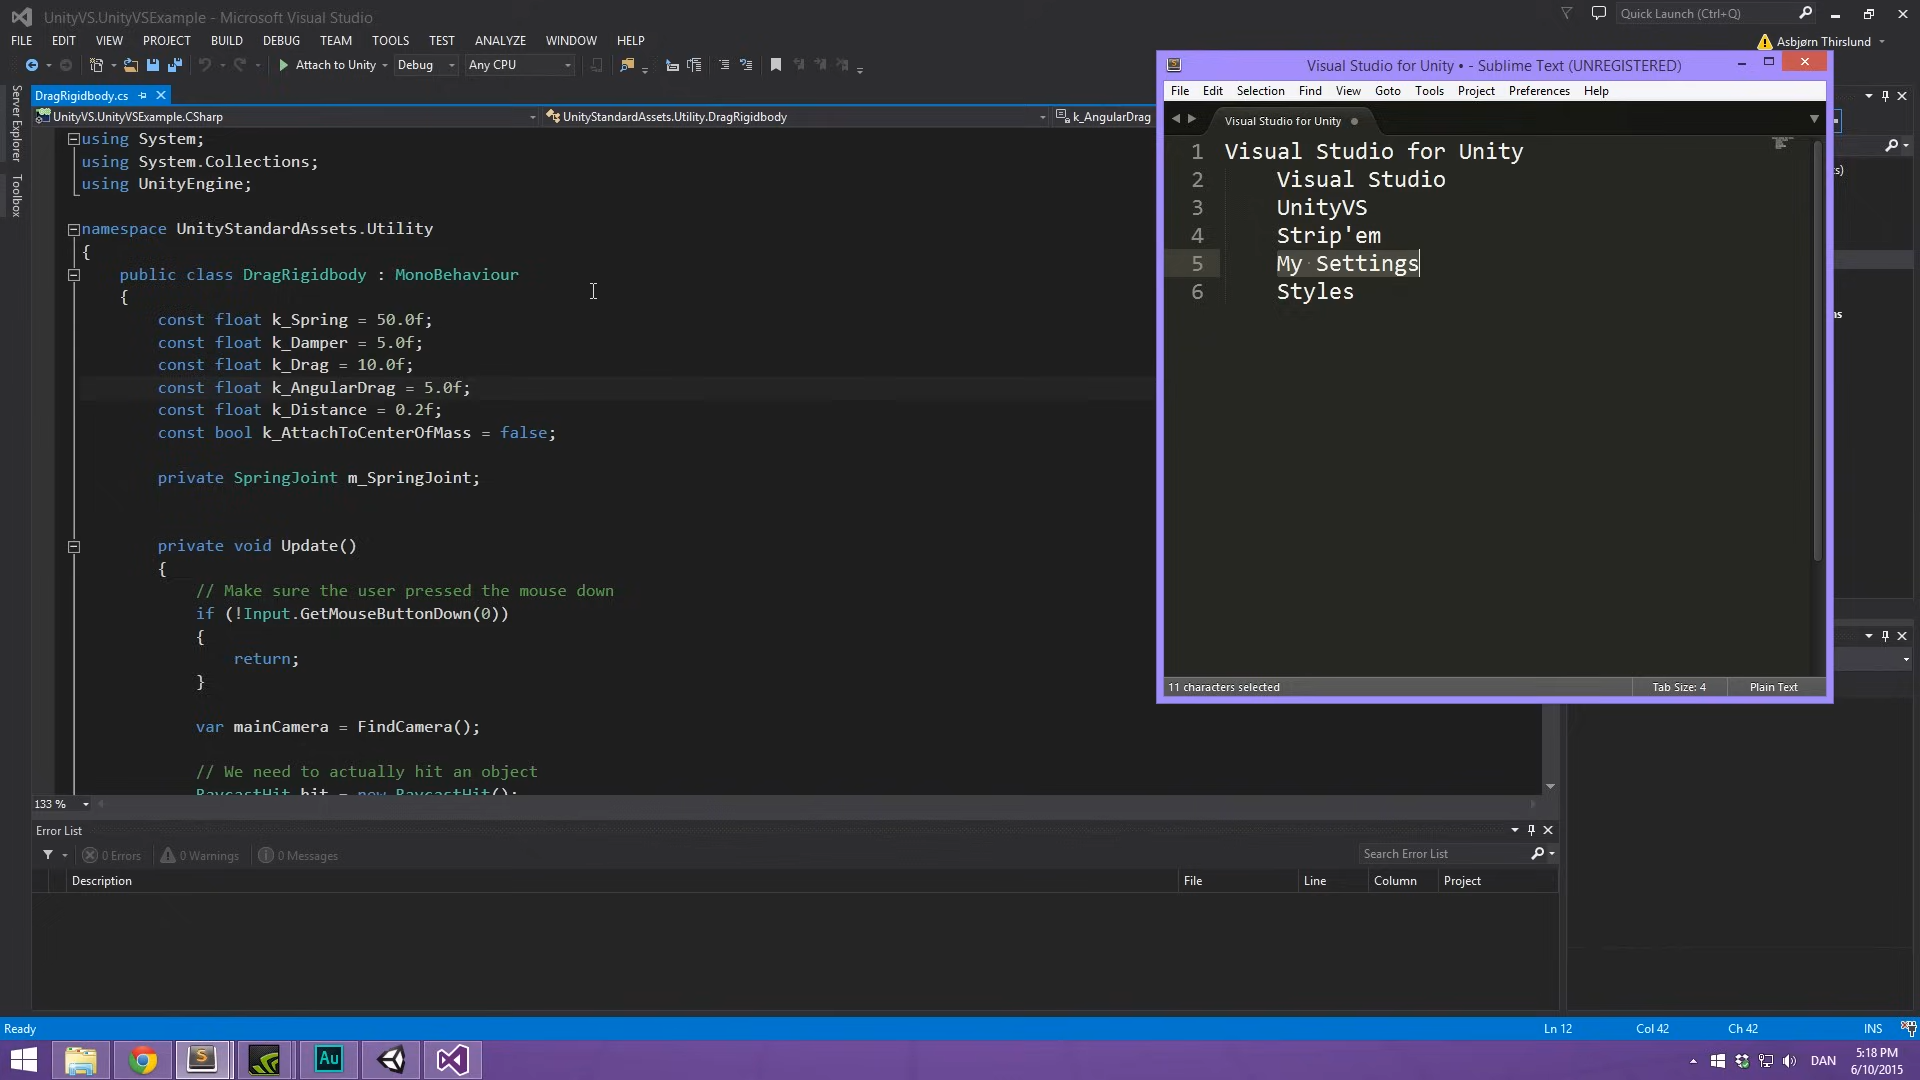 UnityVS.UnityVSExample - Microsoft Visual Studio
Quick Launch (Ctrl+Q)
FILE EDIT VIEW PROJECT BUILD DEBUG TEAM TOOLS TEST ANALYZE WINDOW HELP
Asbjørn Thirslund
Attach to Unity Debug Any CPU
Server Explorer
Toolbox
DragRigidbody.cs
UnityVS.UnityVSExample.CSharp
UnityStandardAssets.Utility.DragRigidbody
k_AngularDrag
using System;
using System.Collections;
using UnityEngine;
namespace UnityStandardAssets.Utility
{
public class DragRigidbody : MonoBehaviour
{
const float k_Spring = 50.0f;
const float k_Damper = 5.0f;
const float k_Drag = 10.0f;
const float k_AngularDrag = 5.0f;
const float k_Distance = 0.2f;
const bool k_AttachToCenterOfMass = false;
private SpringJoint m_SpringJoint;
private void Update()
{
// Make sure the user pressed the mouse down
if (!Input.GetMouseButtonDown(0))
{
return;
}
var mainCamera = FindCamera();
// We need to actually hit an object
RaycastHit hit = new RaycastHit();
133 %
Visual Studio for Unity • - Sublime Text (UNREGISTERED)
File Edit Selection Find View Goto Tools Project Preferences Help
Visual Studio for Unity
1 Visual Studio for Unity
2 Visual Studio
3 UnityVS
4 Strip'em
5 My Settings
6 Styles
11 characters selected
Tab Size: 4
Plain Text
Error List
0 Errors
0 Warnings
0 Messages
Search Error List
Description
File
Line
Column
Project
Ready
Ln 12
Col 42
Ch 42
INS
Au
DAN
5:18 PM
6/10/2015